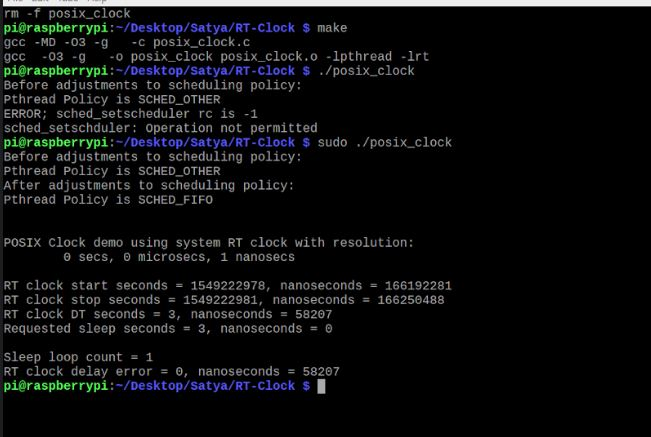 rm -f posix_clock
pi@raspberrypi:~/Desktop/Satya/RT-Clock $ make
gcc -MD -O3 -g   -c posix_clock.c
gcc  -O3 -g   -o posix_clock posix_clock.o -lpthread -lrt
pi@raspberrypi:~/Desktop/Satya/RT-Clock $ ./posix_clock
Before adjustments to scheduling policy:
Pthread Policy is SCHED_OTHER
ERROR; sched_setscheduler rc is -1
sched_setschduler: Operation not permitted
pi@raspberrypi:~/Desktop/Satya/RT-Clock $ sudo ./posix_clock
Before adjustments to scheduling policy:
Pthread Policy is SCHED_OTHER
After adjustments to scheduling policy:
Pthread Policy is SCHED_FIFO
POSIX Clock demo using system RT clock with resolution:
        0 secs, 0 microsecs, 1 nanosecs
RT clock start seconds = 1549222978, nanoseconds = 166192281
RT clock stop seconds = 1549222981, nanoseconds = 166250488
RT clock DT seconds = 3, nanoseconds = 58207
Requested sleep seconds = 3, nanoseconds = 0
Sleep loop count = 1
RT clock delay error = 0, nanoseconds = 58207
pi@raspberrypi:~/Desktop/Satya/RT-Clock $